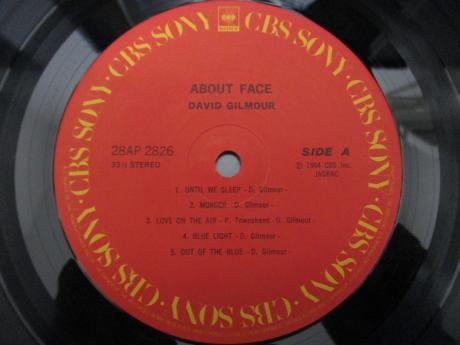 CBS SONY · CBS SONY · CBS SONY · CBS SONY · CBS SONY · CBS SONY · CBS SONY
ABOUT FACE
DAVID GILMOUR
28AP 2826
33⅓ STEREO
SIDE A
℗ 1984 CBS Inc.
JASRAC
1. UNTIL WE SLEEP - D. Gilmour -
2. MURDER - D. Gilmour -
3. LOVE ON THE AIR - P. Townshend - D. Gilmour -
4. BLUE LIGHT - D. Gilmour -
5. OUT OF THE BLUE - D. Gilmour -